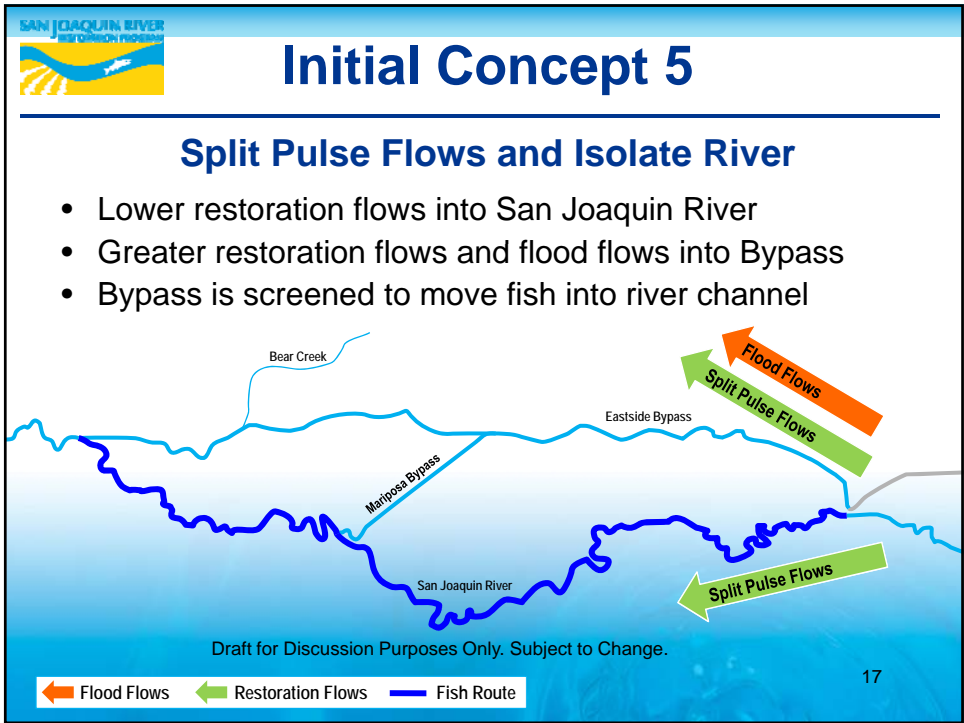 SAN JOAQUIN RIVER
RESTORATION PROGRAM
Initial Concept 5
Split Pulse Flows and Isolate River
• Lower restoration flows into San Joaquin River
• Greater restoration flows and flood flows into Bypass
• Bypass is screened to move fish into river channel
Bear Creek
Flood Flows
Split Pulse Flows
Eastside Bypass
Mariposa Bypass
San Joaquin River
Split Pulse Flows
Draft for Discussion Purposes Only. Subject to Change.
17
Flood Flows
Restoration Flows
Fish Route